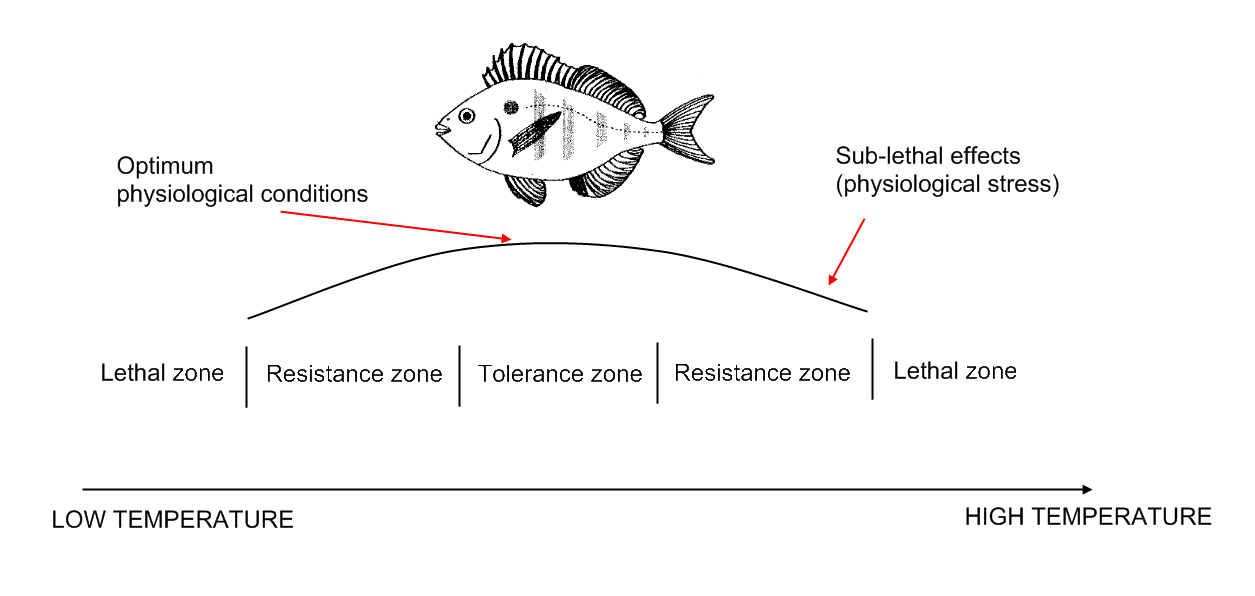 Optimum
physiological conditions
Sub-lethal effects
(physiological stress)
Lethal zone
Resistance zone
Tolerance zone
Resistance zone
Lethal zone
LOW TEMPERATURE
HIGH TEMPERATURE